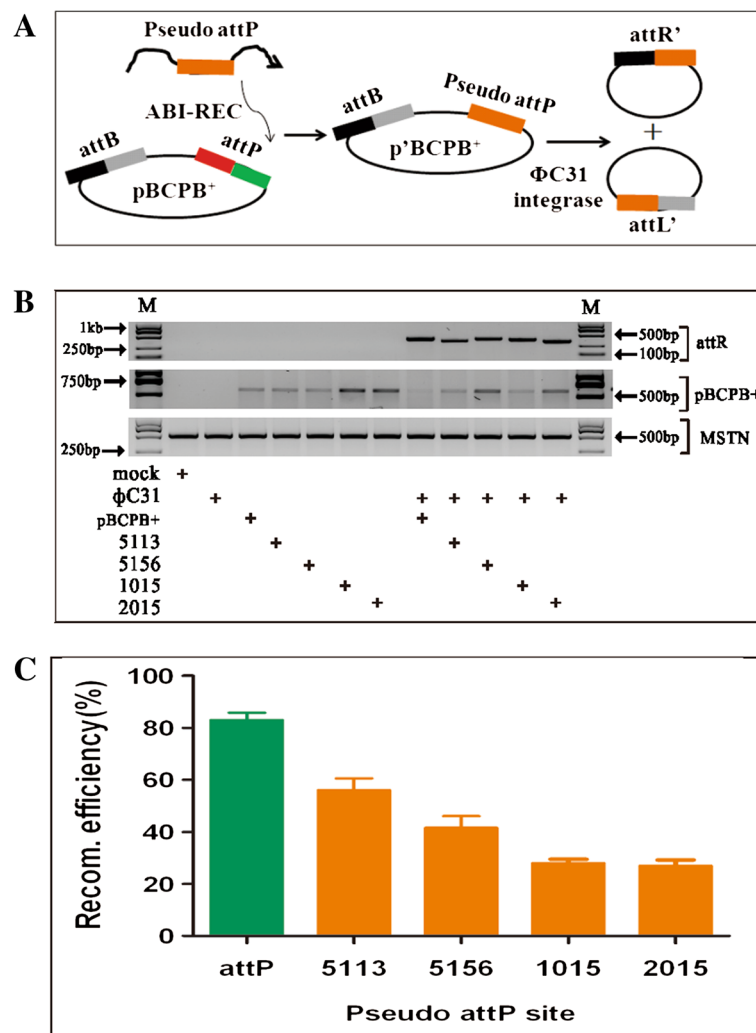 A
Pseudo attP
ABI-REC
attB
attP
pBCPB+
attB
Pseudo attP
p'BCPB+
ΦC31
integrase
attR'
+
attL'
B
M
M
1kb
250bp
500bp
100bp
attR
750bp
500bp
pBCPB+
250bp
500bp
MSTN
mock +
ϕC31 + + + + + +
pBCPB+ + +
5113 + +
5156 + +
1015 + +
2015 + +
C
Recom. efficiency(%)
100
80
60
40
20
0
attP 5113 5156 1015 2015
Pseudo attP site